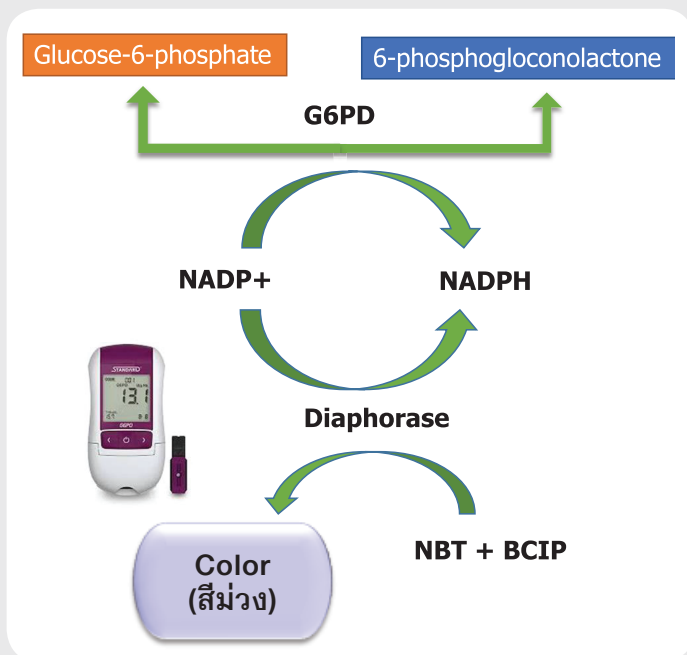 Glucose-6-phosphate
6-phosphogloconolactone
G6PD
NADP+
NADPH
STANDARD
13.1
G6PD
Diaphorase
NBT + BCIP
Color
(สีม่วง)